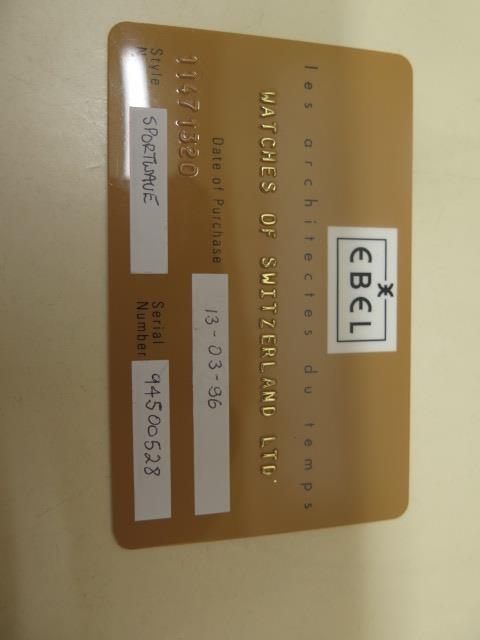 EBEL
les architectes du temps
WATCHES OF SWITZERLAND LTD'
Date of Purchase 13-03-96
11471320
Style
SPORTWAVE
Serial
Number 94500528